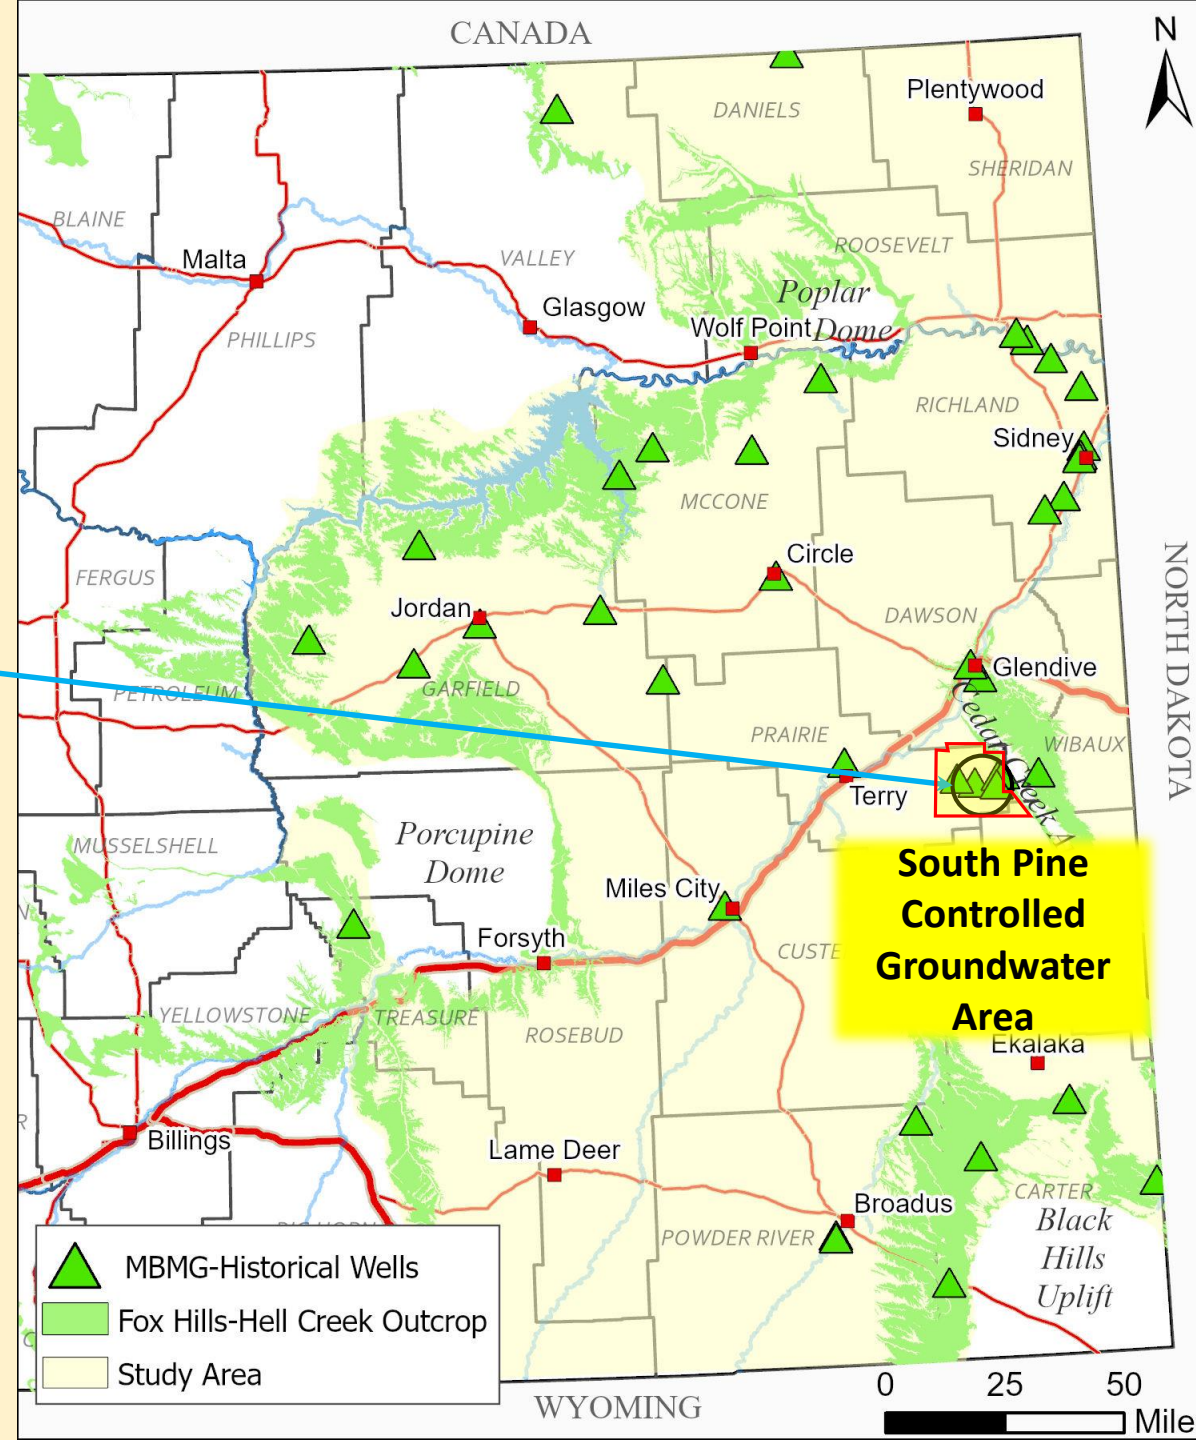 CANADA
N
Plentywood
DANIELS
SHERIDAN
BLAINE
Malta
VALLEY
ROOSEVELT
Glasgow
Poplar
Dome
Wolf Point
PHILLIPS
RICHLAND
Sidney
MCCONE
Circle
FERGUS
Jordan
DAWSON
Glendive
NORTH DAKOTA
PETROLEUM
GARFIELD
PRAIRIE
WIBAUX
Cedar Creek A
Terry
MUSSELSHELL
Porcupine
Dome
South Pine
Controlled
Groundwater
Area
Miles City
Forsyth
CUSTE
YELLOWSTONE
TREASURE
ROSEBUD
Ekalaka
Billings
Lame Deer
CARTER
Broadus
POWDER RIVER
Black
Hills
Uplift
MBMG-Historical Wells
Fox Hills-Hell Creek Outcrop
Study Area
WYOMING
0 25 50
Mile